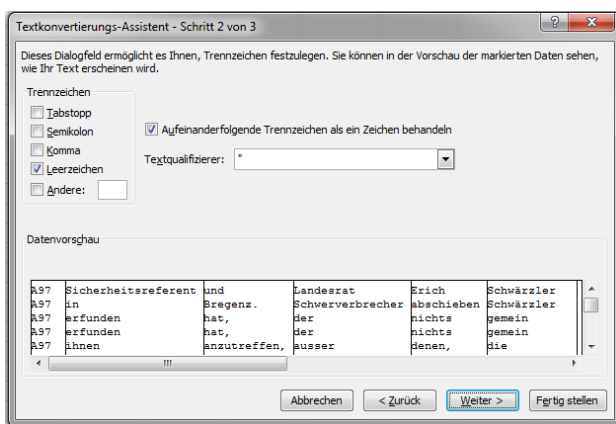 Textkonvertierungs-Assistent - Schritt 2 von 3
Dieses Dialogfeld ermöglicht es Ihnen, Trennzeichen festzulegen. Sie können in der Vorschau der markierten Daten sehen,
wie Ihr Text erscheinen wird.
Trennzeichen
Tabstopp
Semikolon
Komma
Leerzeichen
Andere:
Aufeinanderfolgende Trennzeichen als ein Zeichen behandeln
Textqualifizierer: "
Datenvorschau
A97 Sicherheitsreferent und Landesrat Erich Schwärzler
A97 in Bregenz. Schwerverbrecher abschieben Schwärzler
A97 erfunden hat, der nichts gemein
A97 erfunden hat, der nichts gemein
A97 ihnen anzutreffen, ausser denen, die
Abbrechen < Zurück Weiter > Fertig stellen